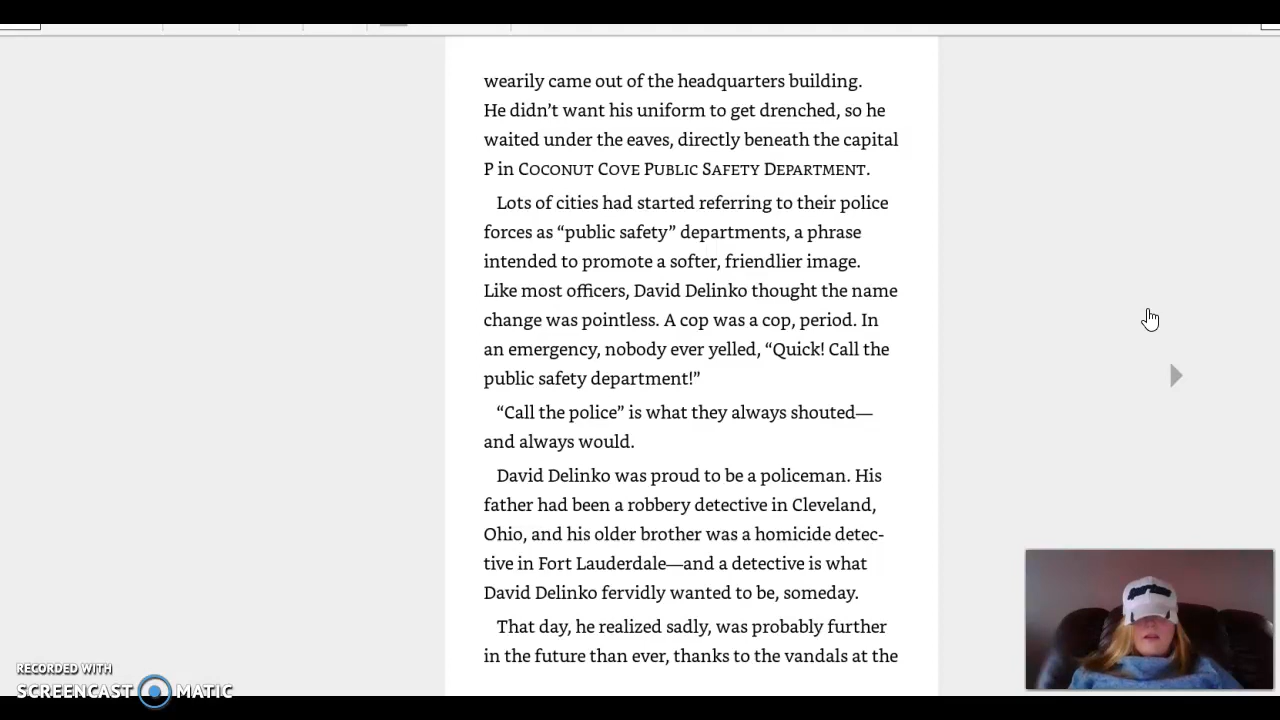 wearily came out of the headquarters building.
He didn’t want his uniform to get drenched, so he
waited under the eaves, directly beneath the capital
P in COCONUT COVE PUBLIC SAFETY DEPARTMENT.
Lots of cities had started referring to their police
forces as “public safety” departments, a phrase
intended to promote a softer, friendlier image.
Like most officers, David Delinko thought the name
change was pointless. A cop was a cop, period. In
an emergency, nobody ever yelled, “Quick! Call the
public safety department!”
“Call the police” is what they always shouted—
and always would.
David Delinko was proud to be a policeman. His
father had been a robbery detective in Cleveland,
Ohio, and his older brother was a homicide detec-
tive in Fort Lauderdale—and a detective is what
David Delinko fervidly wanted to be, someday.
That day, he realized sadly, was probably further
in the future than ever, thanks to the vandals at the
RECORDED WITH
SCREENCAST MATIC